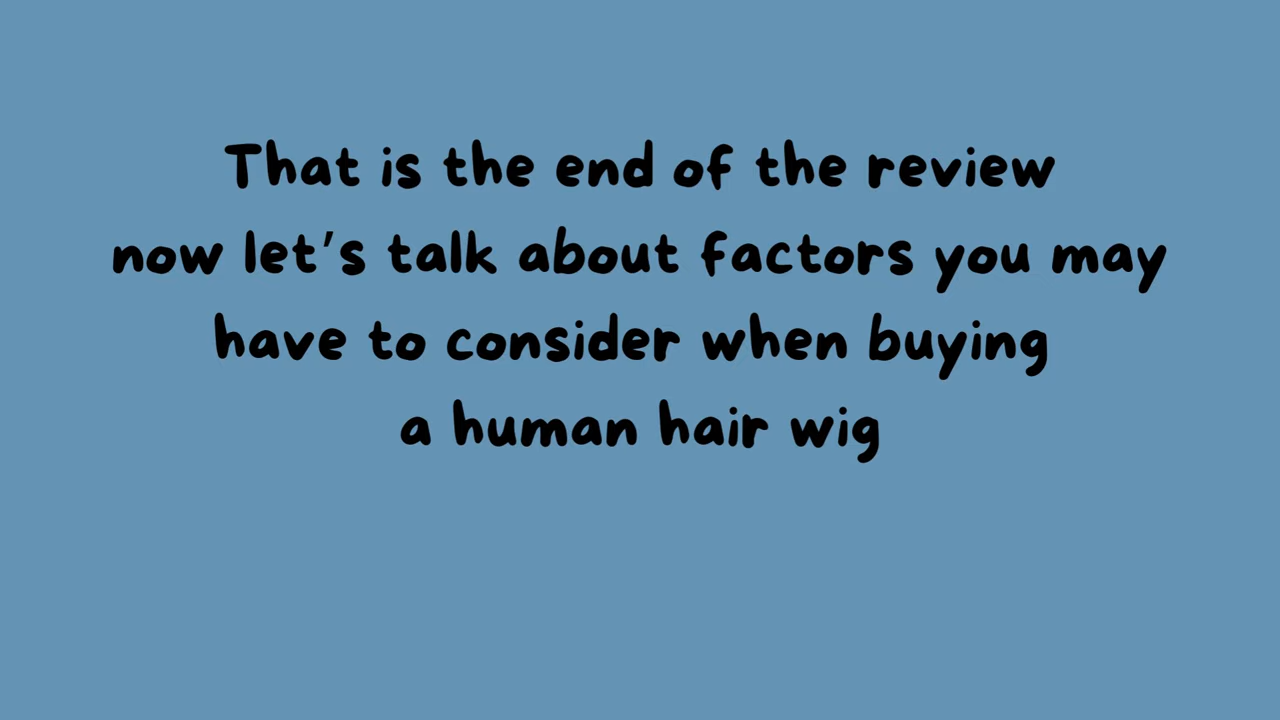 That is the end of the review
now let's talk about factors you may
have to consider when buying
a human hair wig